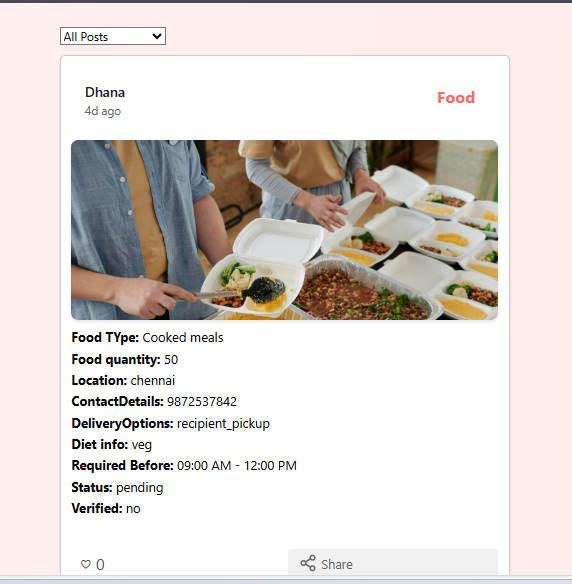 All Posts
Dhana
4d ago
Food
Food TYpe: Cooked meals
Food quantity: 50
Location: chennai
ContactDetails: 9872537842
DeliveryOptions: recipient_pickup
Diet info: veg
Required Before: 09:00 AM - 12:00 PM
Status: pending
Verified: no
0
Share